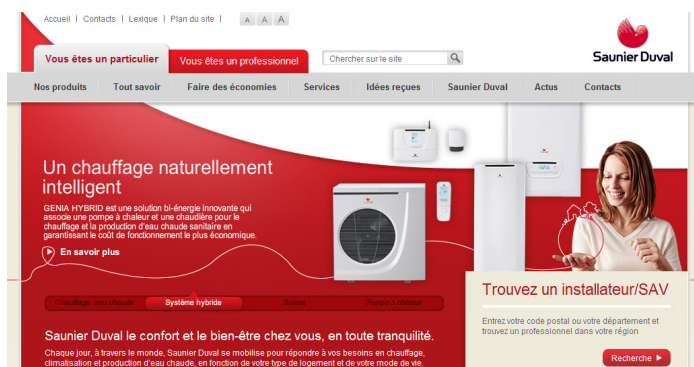 Accueil | Contacts | Lexique | Plan du site |
A A A
Saunier Duval
Vous êtes un particulier
Vous êtes un professionnel
Chercher sur le site
Nos produits
Tout savoir
Faire des économies
Services
Idées reçues
Saunier Duval
Actus
Contacts
Un chauffage naturellement
intelligent
GENIA HYBRID est une solution bi-énergie innovante qui
associe une pompe à chaleur et une chaudière pour le
chauffage et la production d'eau chaude sanitaire en
garantissant le coût de fonctionnement le plus économique.
En savoir plus
Chauffage, eau chaude
Système hybride
Solaire
Pompe à chaleur
Saunier Duval le confort et le bien-être chez vous, en toute tranquilité.
Chaque jour, à travers le monde, Saunier Duval se mobilise pour répondre à vos besoins en chauffage,
climatisation et production d'eau chaude, en fonction de votre type de logement et de votre mode de vie.
Trouvez un installateur/SAV
Entrez votre code postal ou votre département et
trouvez un professionnel dans votre région
Recherche